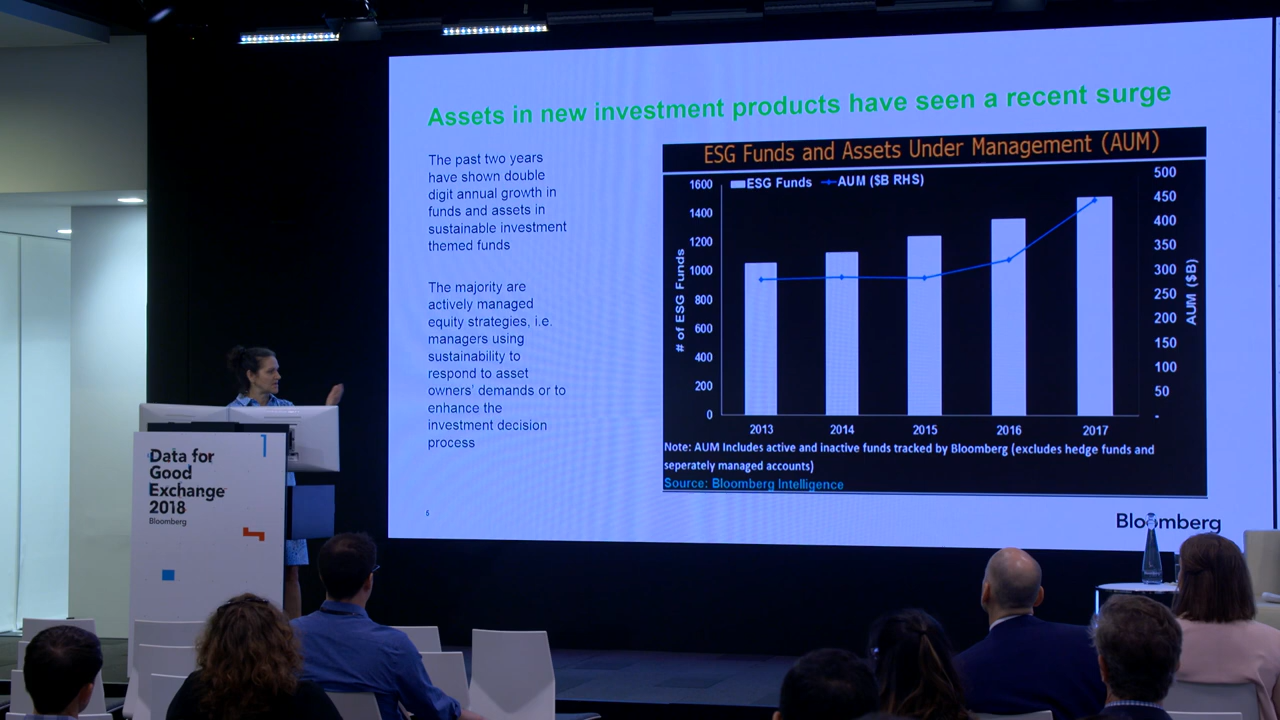 Assets in new investment products have seen a recent surge
The past two years
have shown double
digit annual growth in
funds and assets in
sustainable investment
themed funds
The majority are
actively managed
equity strategies, i.e.
managers using
sustainability to
respond to asset
owners' demands or to
enhance the
investment decision
process
5
ESG Funds and Assets Under Management (AUM)
ESG Funds
AUM ($B RHS)
# of ESG Funds
1600
1400
1200
1000
800
600
400
200
0
500
450
400
350
300
250
200
150
100
50
-
AUM ($B)
2013 2014 2015 2016 2017
Note: AUM Includes active and inactive funds tracked by Bloomberg (excludes hedge funds and
seperately managed accounts)
Source: Bloomberg Intelligence
Bloomberg
Data for
Good
Exchange
2018
Bloomberg